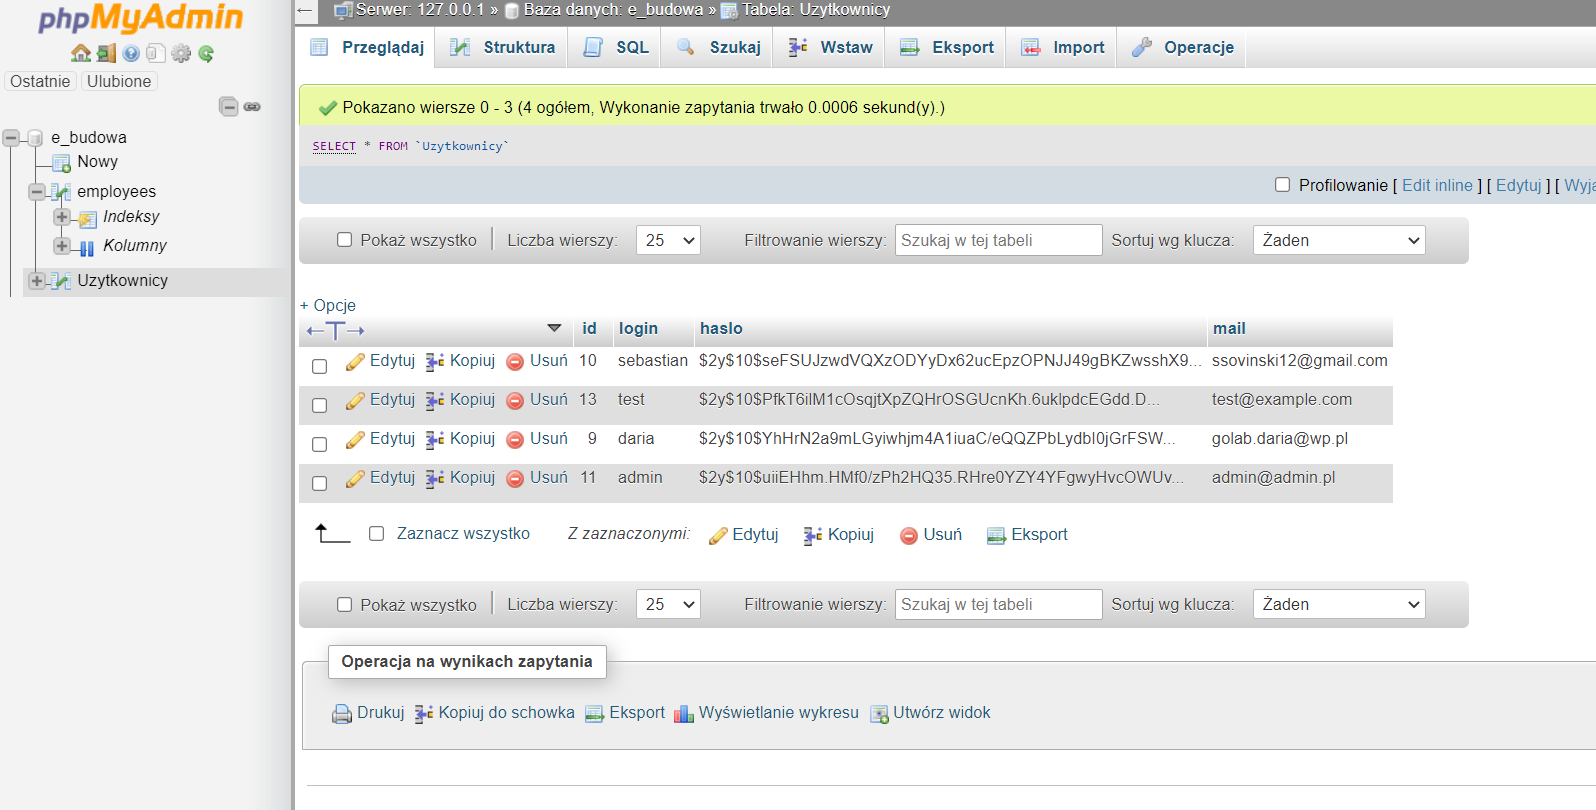 phpMyAdmin
Ostatnie Ulubione
e_budowa
Nowy
employees
Indeksy
Kolumny
Uzytkownicy
Serwer: 127.0.0.1 » Baza danych: e_budowa » Tabela: Uzytkownicy
Przeglądaj Struktura SQL Szukaj Wstaw Eksport Import Operacje
Pokazano wiersze 0 - 3 (4 ogółem, Wykonanie zapytania trwało 0.0006 sekund(y).)
SELECT * FROM `Uzytkownicy`
Profilowanie [ Edit inline ] [ Edytuj ] [ Wyja
Pokaż wszystko Liczba wierszy: 25 Filtrowanie wierszy: Szukaj w tej tabeli Sortuj wg klucza: Żaden
+ Opcje
←T→ id login haslo mail
Edytuj Kopiuj Usuń 10 sebastian $2y$10$seFSUJzwdVQXzODYyDx62ucEpzOPNJJ49gBKZwsshX9... ssovinski12@gmail.com
Edytuj Kopiuj Usuń 13 test $2y$10$PfkT6ilM1cOsqjtXpZQHrOSGUcnKh.6uklpdcEGdd.D... test@example.com
Edytuj Kopiuj Usuń 9 daria $2y$10$YhHrN2a9mLGyiwhjm4A1iuaC/eQQZPbLydbI0jGrFSW... golab.daria@wp.pl
Edytuj Kopiuj Usuń 11 admin $2y$10$uiiEHhm.HMf0/zPh2HQ35.RHre0YZY4YFgwyHvcOWUv... admin@admin.pl
Zaznacz wszystko Z zaznaczonymi: Edytuj Kopiuj Usuń Eksport
Pokaż wszystko Liczba wierszy: 25 Filtrowanie wierszy: Szukaj w tej tabeli Sortuj wg klucza: Żaden
Operacja na wynikach zapytania
Drukuj Kopiuj do schowka Eksport Wyświetlanie wykresu Utwórz widok